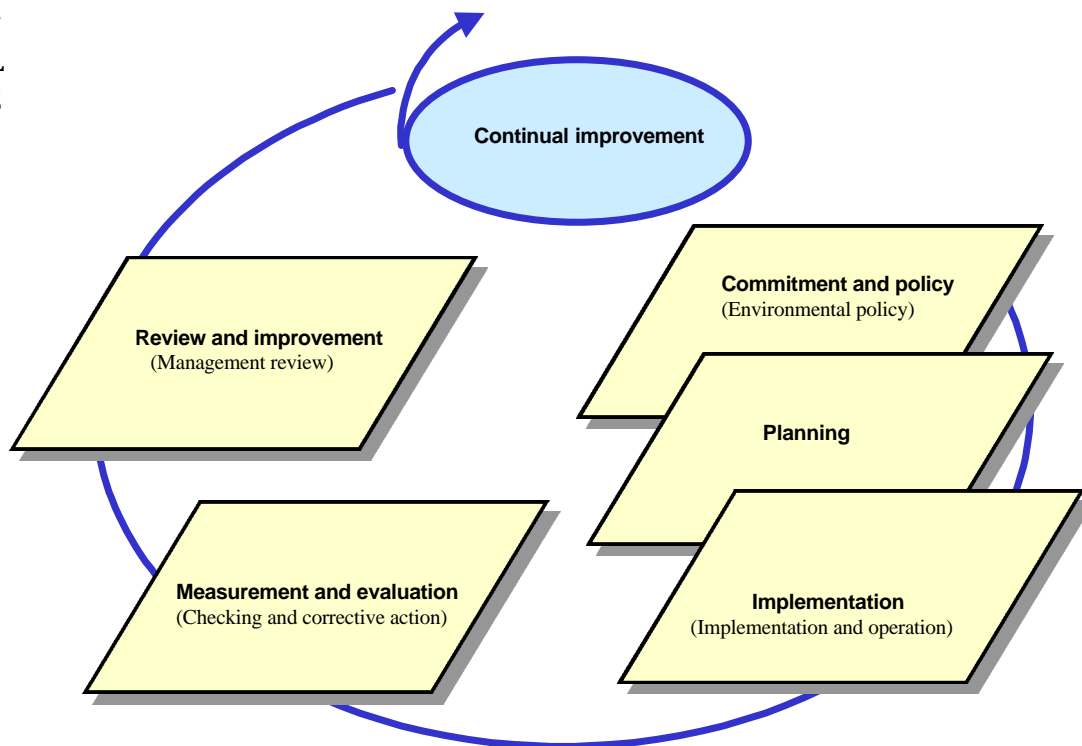 Continual improvement
Commitment and policy
(Environmental policy)
Planning
Implementation
(Implementation and operation)
Measurement and evaluation
(Checking and corrective action)
Review and improvement
(Management review)